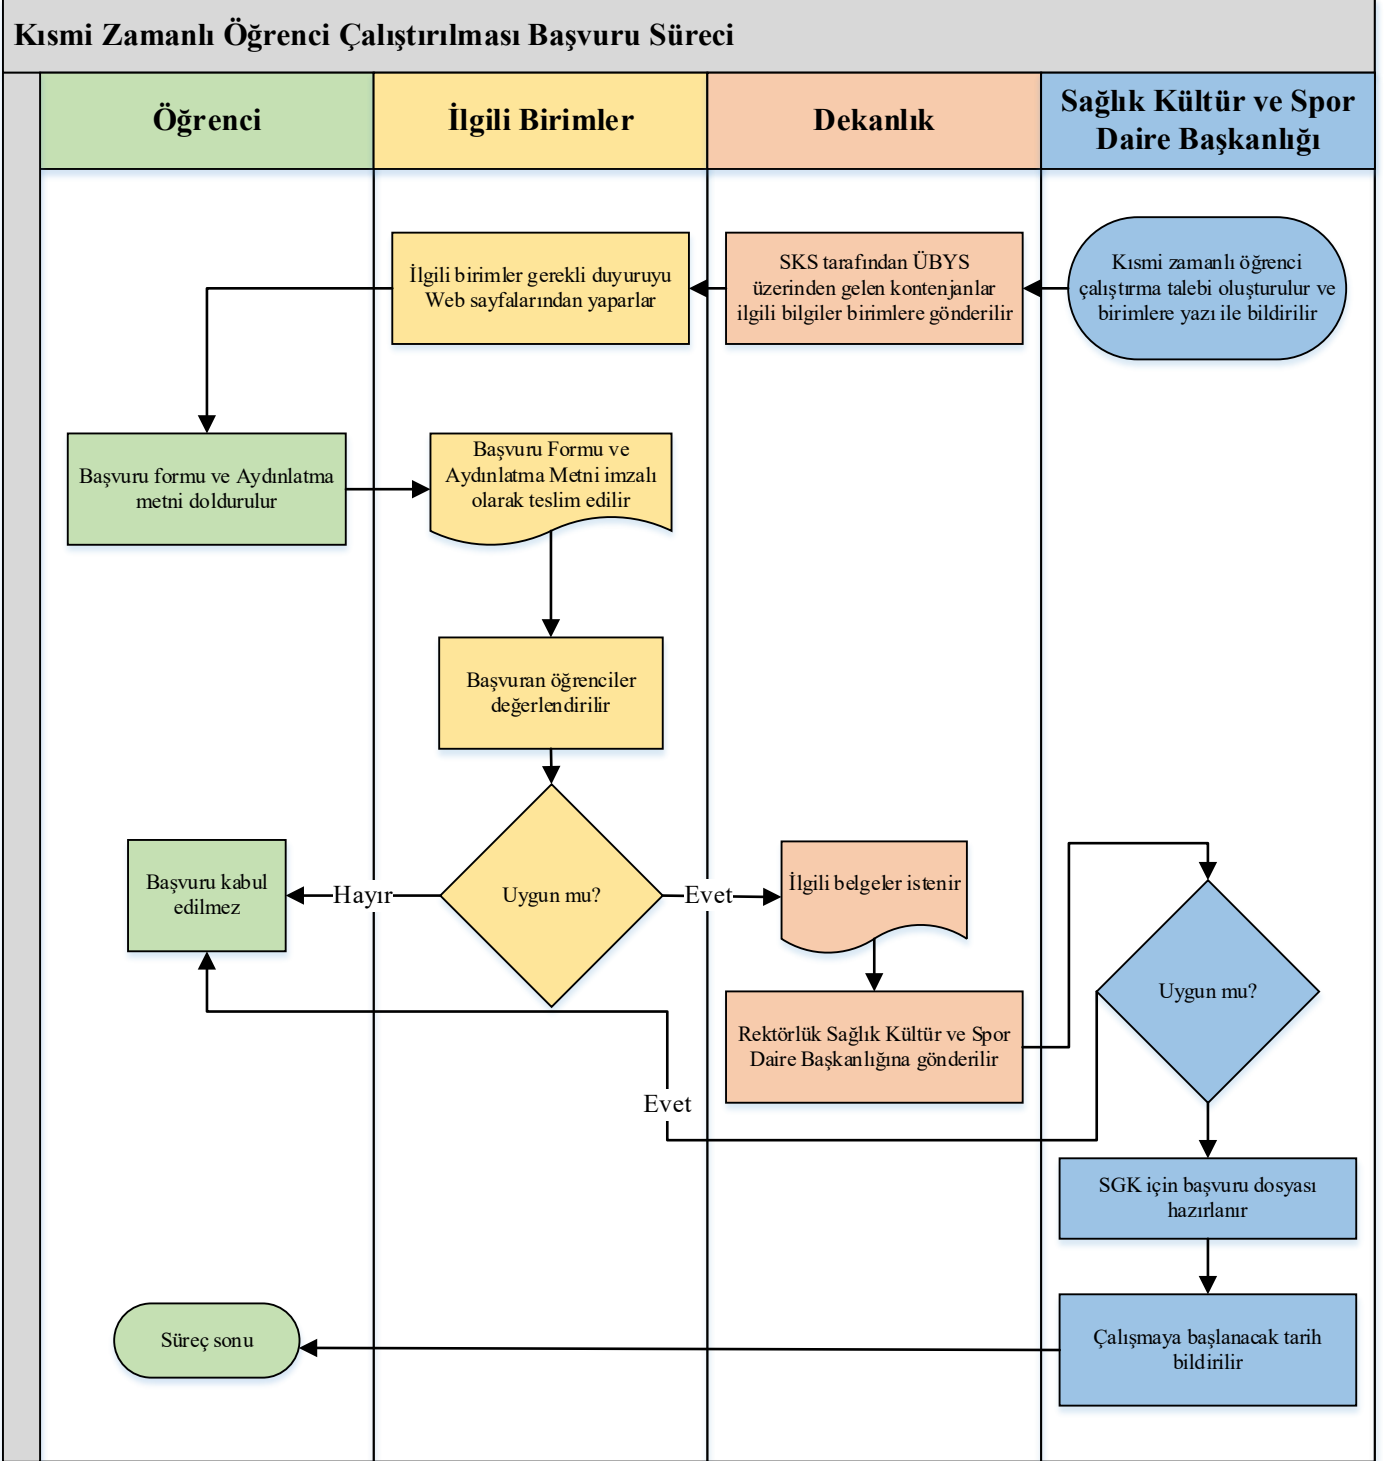 Kısmi Zamanlı Öğrenci Çalıştırılması Başvuru Süreci
Öğrenci
İlgili Birimler
Dekanlık
Sağlık Kültür ve Spor
Daire Başkanlığı
İlgili birimler gerekli duyuruyu
Web sayfalarından yaparlar
SKS tarafından ÜBYS
üzerinden gelen kontenjanlar
ilgili bilgiler birimlere gönderilir
Kısmi zamanlı öğrenci
çalıştırma talebi oluşturulur ve
birimlere yazı ile bildirilir
Başvuru formu ve Aydınlatma
metni doldurulur
Başvuru Formu ve
Aydınlatma Metni imzalı
olarak teslim edilir
Başvuran öğrenciler
değerlendirilir
Başvuru kabul
edilmez
Hayır
Uygun mu?
Evet
İlgili belgeler istenir
Uygun mu?
Rektörlük Sağlık Kültür ve Spor
Daire Başkanlığına gönderilir
Evet
SGK için başvuru dosyası
hazırlanır
Süreç sonu
Çalışmaya başlanacak tarih
bildirilir